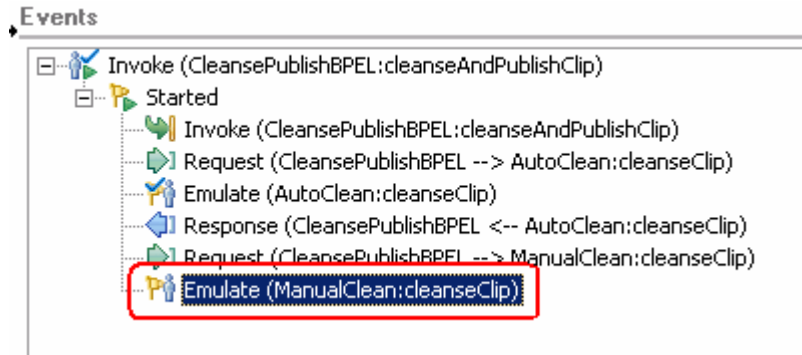 Events
Invoke (CleansePublishBPEL:cleanseAndPublishClip)
Started
Invoke (CleansePublishBPEL:cleanseAndPublishClip)
Request (CleansePublishBPEL --> AutoClean:cleanseClip)
Emulate (AutoClean:cleanseClip)
Response (CleansePublishBPEL <-- AutoClean:cleanseClip)
Request (CleansePublishBPEL --> ManualClean:cleanseClip)
Emulate (ManualClean:cleanseClip)